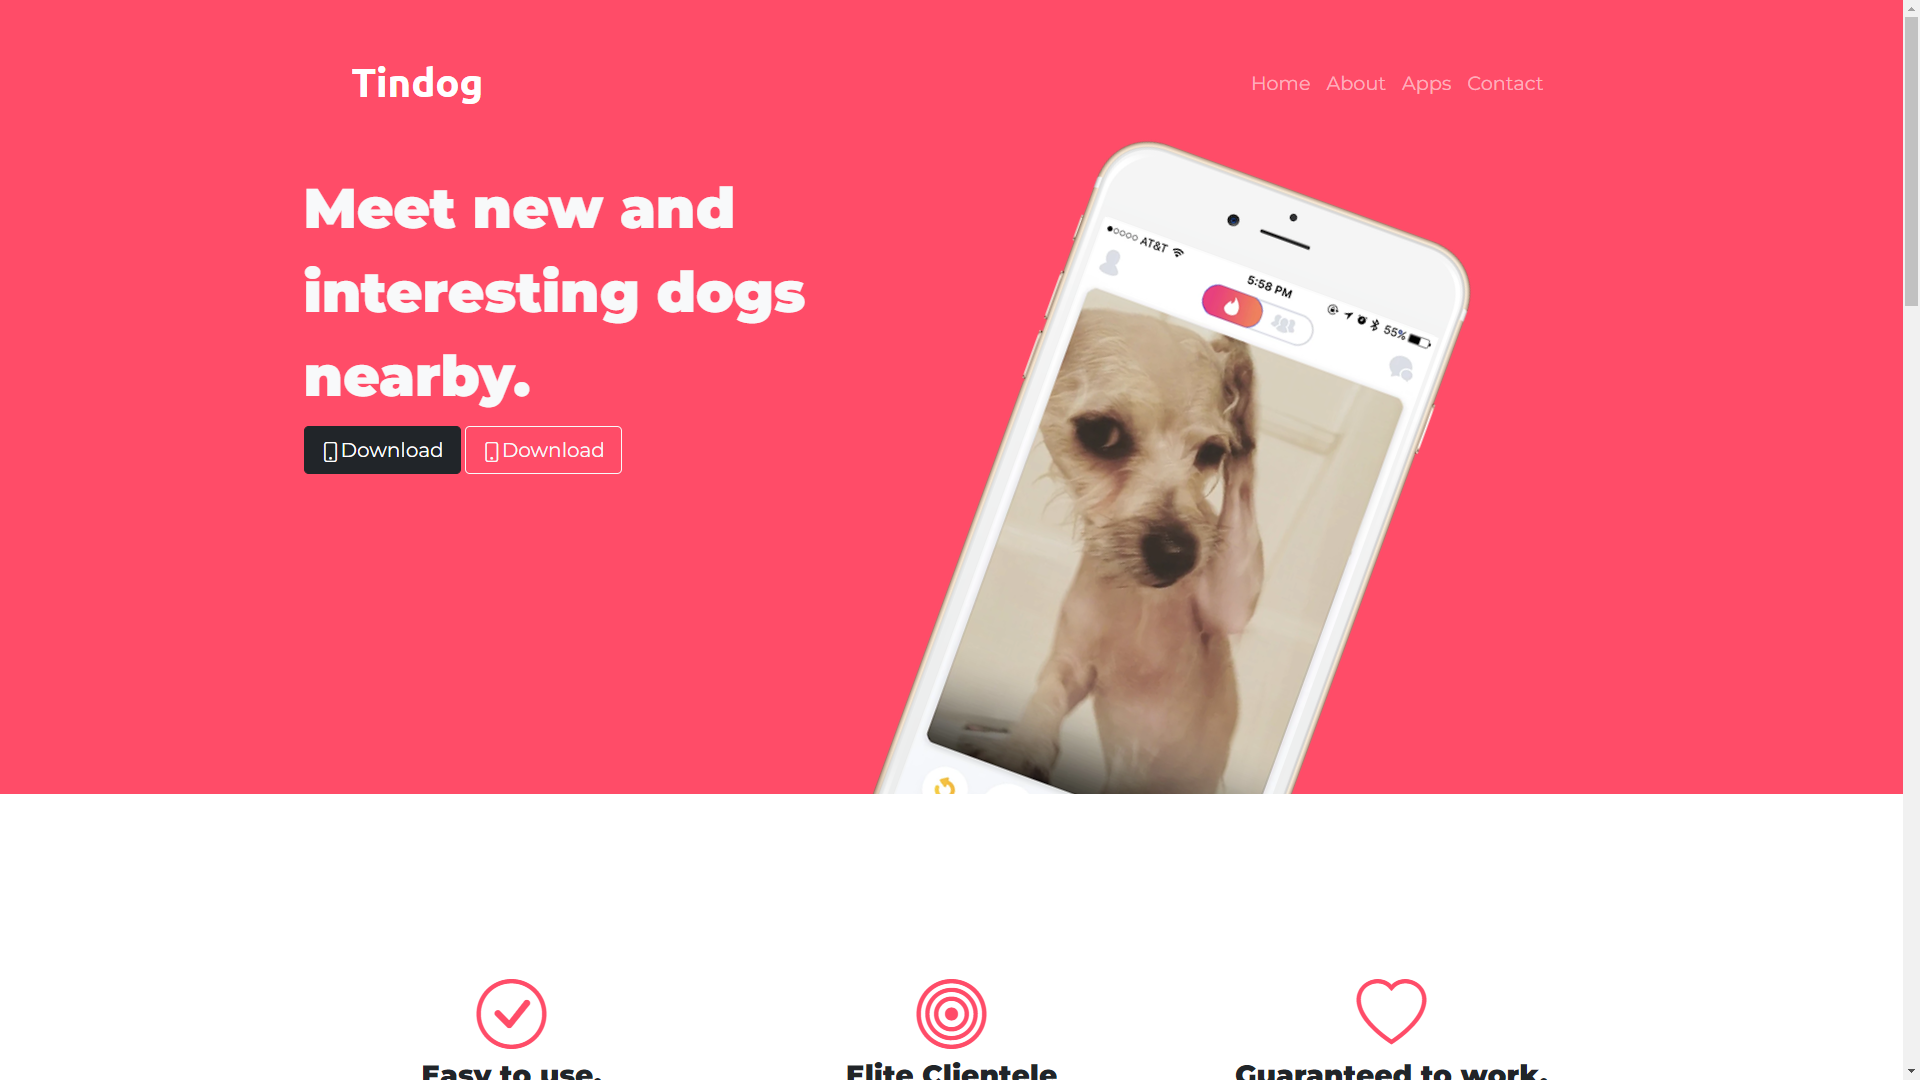 Tindog
Home About Apps Contact
Meet new and
interesting dogs
nearby.
Download Download
AT&T
5:58 PM
55%
Easy to use.
Elite Clientele
Guaranteed to work.